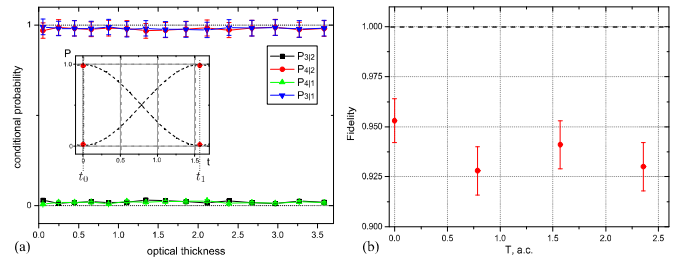 1
P
1.0
0
0
0.5
1.0
t
t0
t1
P3|2
P4|2
P4|1
P3|1
conditional probability
0
0.0 0.5 1.0 1.5 2.0 2.5 3.0 3.5
optical thickness
(a)
1.000
0.975
0.950
0.925
0.900
Fidelity
0.0 0.5 1.0 1.5 2.0 2.5
T, a.c.
(b)